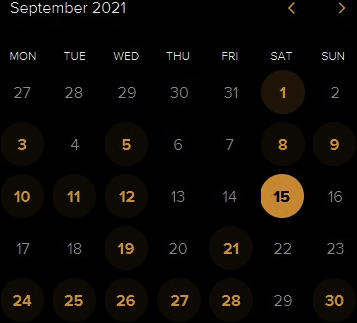 September 2021
MON TUE WED THU FRI SAT SUN
27 28 29 30 31 1 2
3 4 5 6 7 8 9
10 11 12 13 14 15 16
17 18 19 20 21 22 23
24 25 26 27 28 29 30